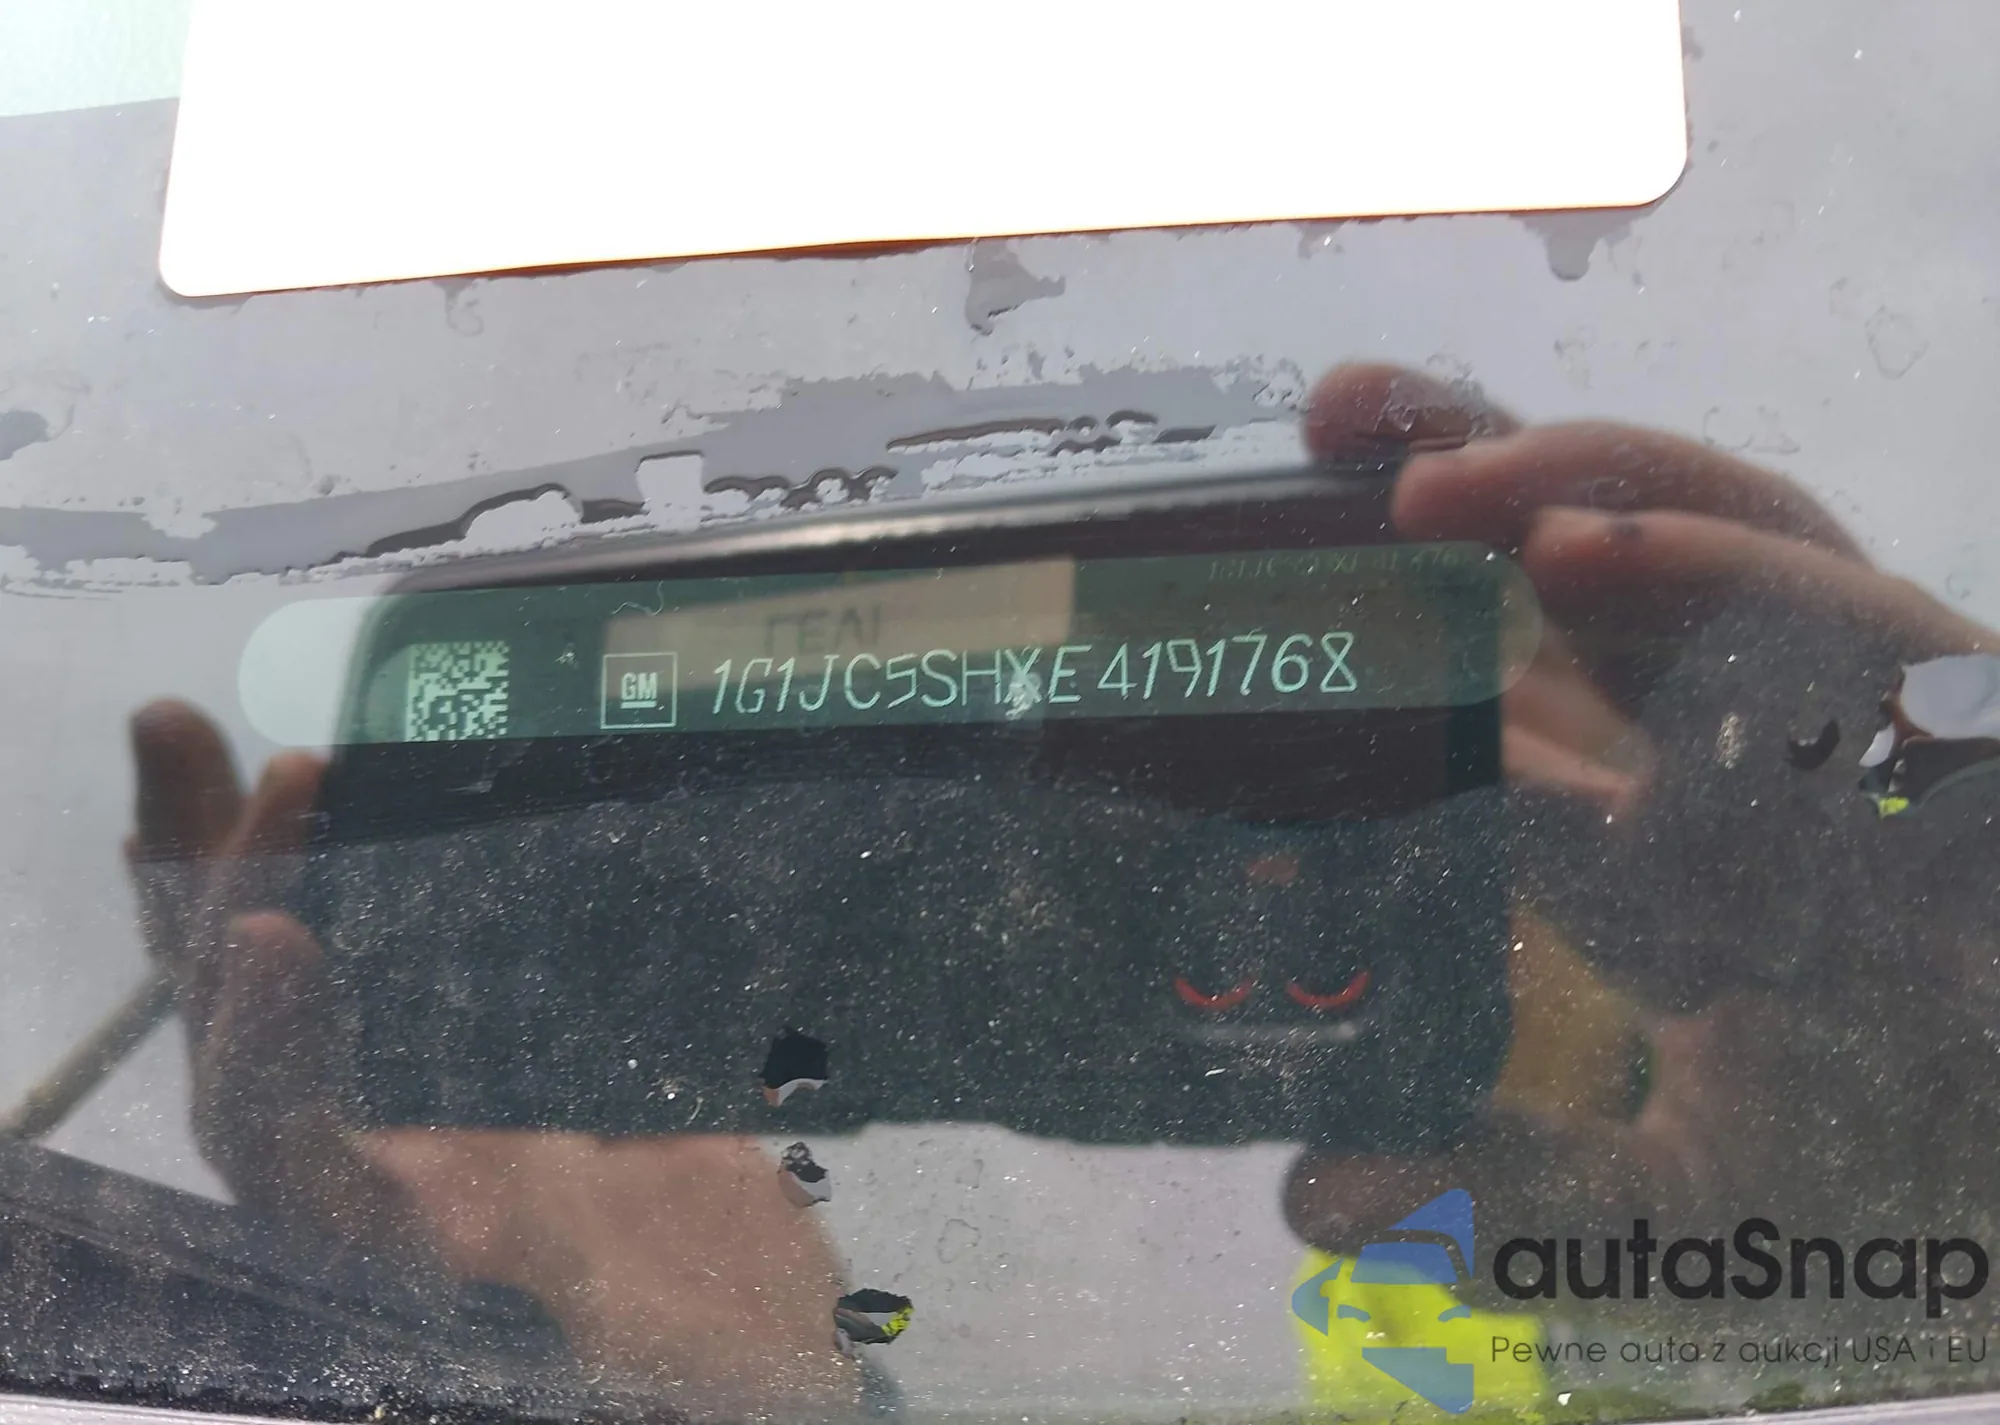 GM 1G1JC5SHXE4191768
autaSnap
Pewne auta z aukcji USA i EU